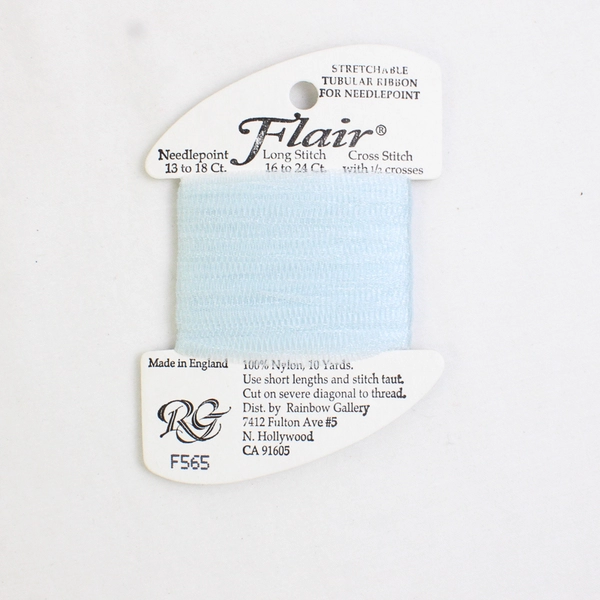 STRETCHABLE
TUBULAR RIBBON
FOR NEEDLEPOINT
Flair®
Needlepoint Long Stitch Cross Stitch
13 to 18 Ct. 16 to 24 Ct. with 1/2 crosses
Made in England
100% Nylon, 10 Yards.
Use short lengths and stitch taut.
Cut on severe diagonal to thread.
Dist. by Rainbow Gallery
7412 Fulton Ave #5
N. Hollywood
CA 91605
RG
F565